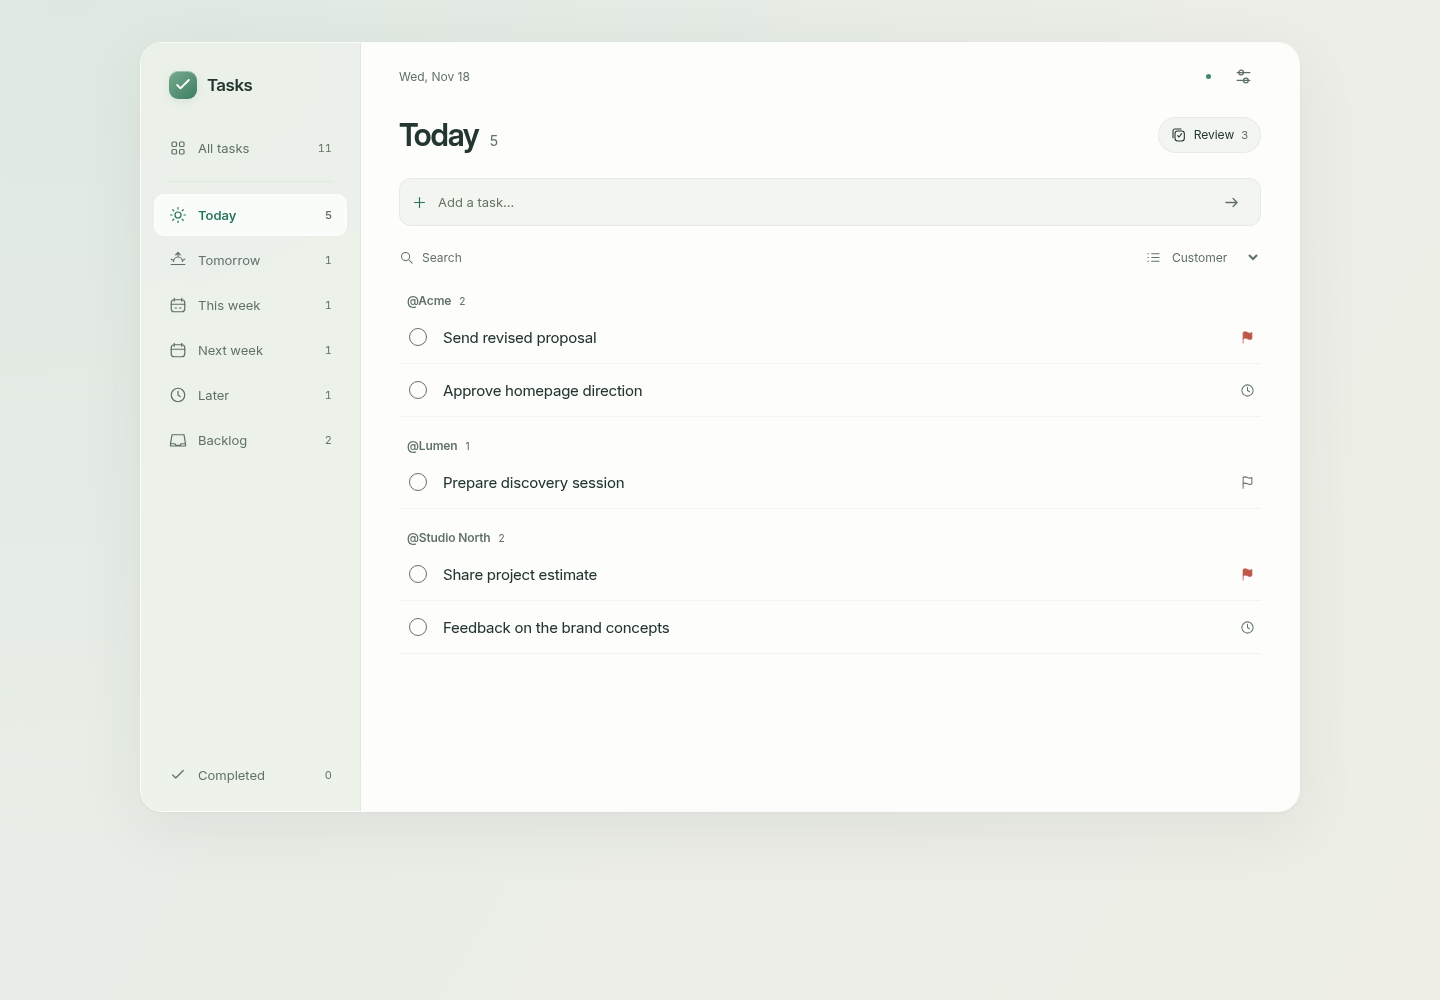 Tasks
All tasks 11
Today 5
Tomorrow 1
This week 1
Next week 1
Later 1
Backlog 2
Completed 0
Wed, Nov 18
Today 5
Review 3
Add a task...
Search
Customer
@Acme 2
Send revised proposal
Approve homepage direction
@Lumen 1
Prepare discovery session
@Studio North 2
Share project estimate
Feedback on the brand concepts